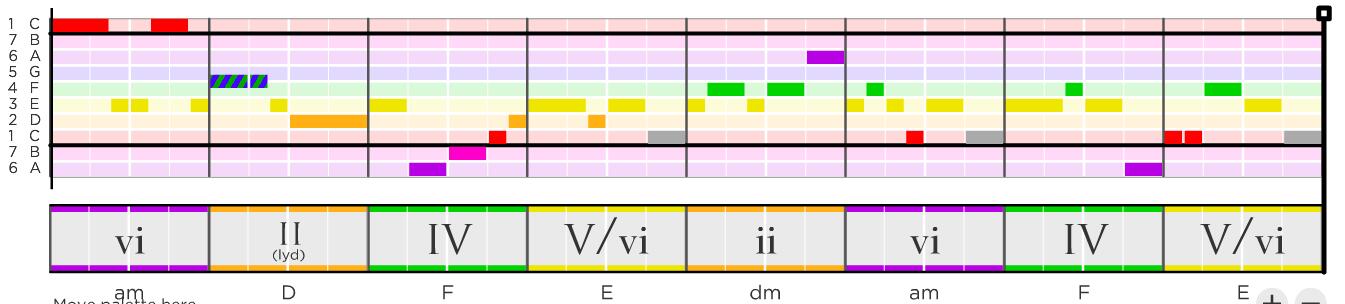 1 C
7 B
6 A
5 G
4 F
3 E
2 D
1 C
7 B
6 A
vi II IV V/vi ii vi IV V/vi
(lyd)
am D F E dm am F E
Move palette here
+ −